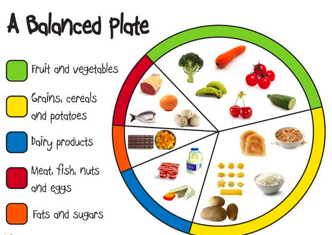 A Balanced Plate
Fruit and vegetables
Grains, cereals
and potatoes
Dairy products
Meat, fish, nuts
and eggs
Fats and sugars